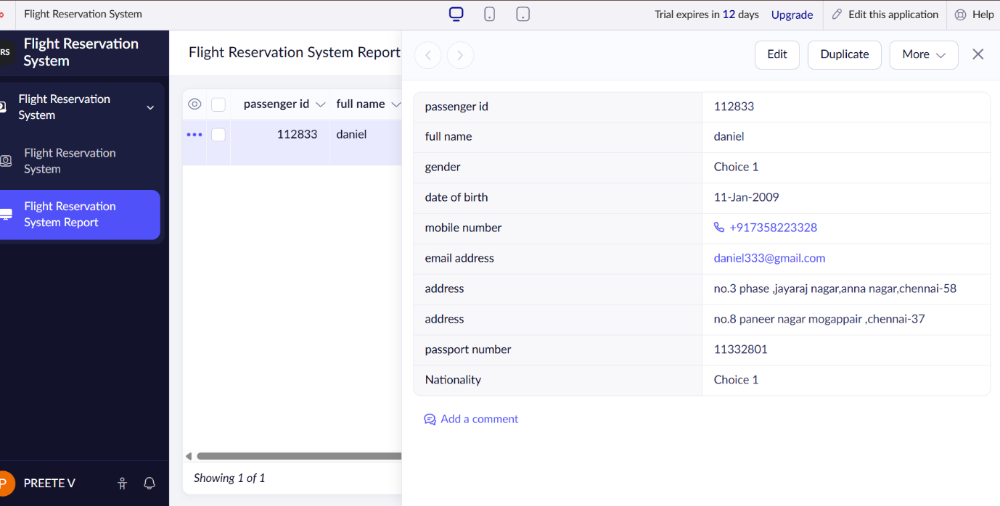 Flight Reservation System
Trial expires in 12 days Upgrade Edit this application Help
RS Flight Reservation
System
Flight Reservation
System
Flight Reservation
System
Flight Reservation
System Report
PREETE V
Flight Reservation System Report
passenger id full name
112833 daniel
Showing 1 of 1
Edit Duplicate More
passenger id 112833
full name daniel
gender Choice 1
date of birth 11-Jan-2009
mobile number +917358223328
email address daniel333@gmail.com
address no.3 phase ,jayaraj nagar,anna nagar,chennai-58
address no.8 paneer nagar mogappair ,chennai-37
passport number 11332801
Nationality Choice 1
Add a comment